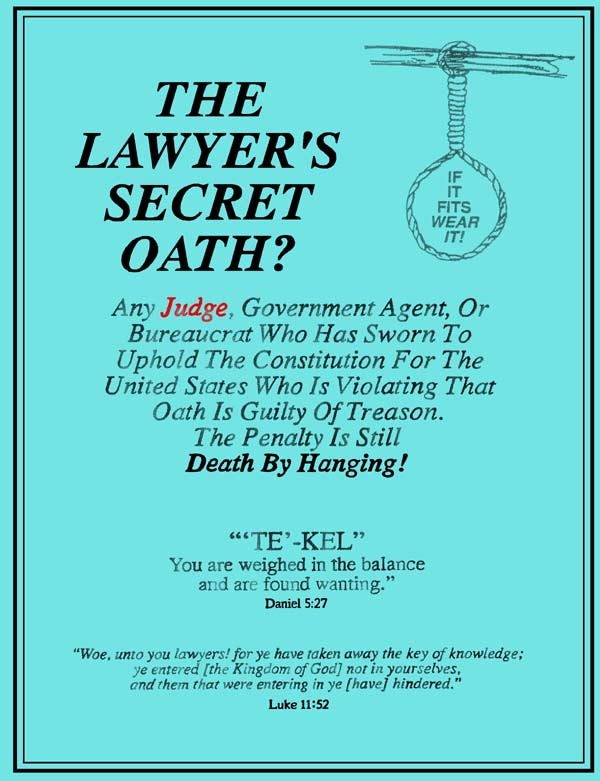 THE
LAWYER'S
SECRET
OATH?
IF
IT
FITS
WEAR
IT!
Any Judge, Government Agent, Or
Bureaucrat Who Has Sworn To
Uphold The Constitution For The
United States Who Is Violating That
Oath Is Guilty Of Treason.
The Penalty Is Still
Death By Hanging!
“‘TE’-KEL”
You are weighed in the balance
and are found wanting.”
Daniel 5:27
“Woe, unto you lawyers! for ye have taken away the key of knowledge;
ye entered [the Kingdom of God] not in yourselves,
and them that were entering in ye [have] hindered.”
Luke 11:52